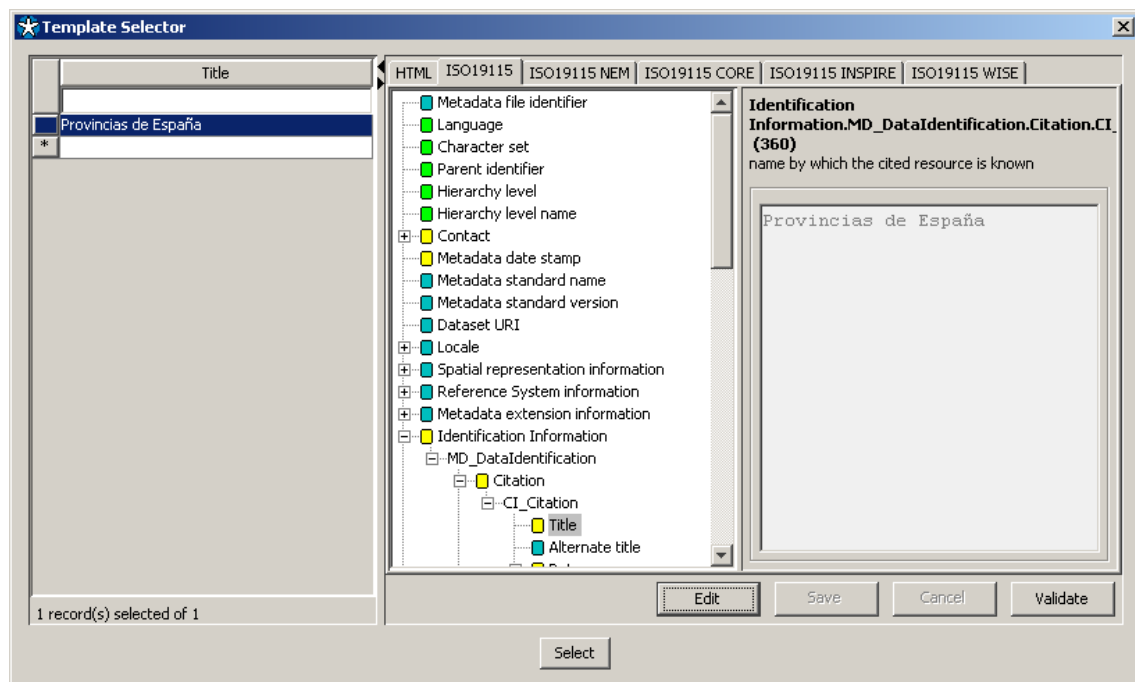 Template Selector
Title
Provincias de España
*
1 record(s) selected of 1
HTML ISO19115 ISO19115 NEM ISO19115 CORE ISO19115 INSPIRE ISO19115 WISE
Metadata file identifier
Language
Character set
Parent identifier
Hierarchy level
Hierarchy level name
Contact
Metadata date stamp
Metadata standard name
Metadata standard version
Dataset URI
Locale
Spatial representation information
Reference System information
Metadata extension information
Identification Information
MD_DataIdentification
Citation
CI_Citation
Title
Alternate title
Identification
Information.MD_DataIdentification.Citation.CI_
(360)
name by which the cited resource is known
Provincias de España
Edit Save Cancel Validate
Select